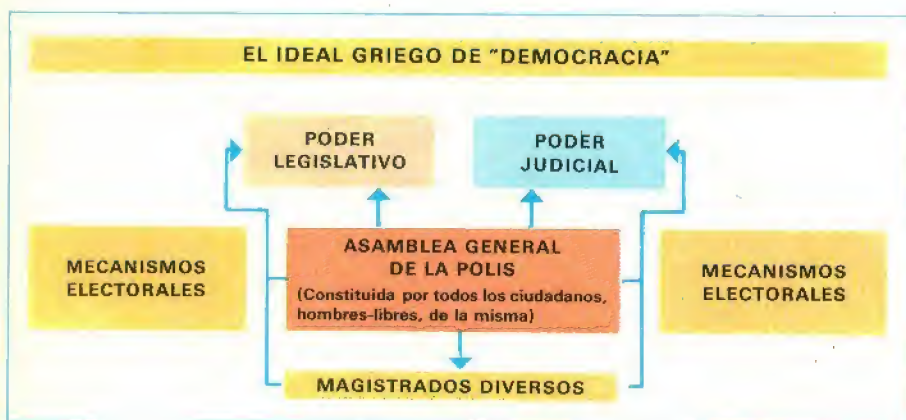 EL IDEAL GRIEGO DE "DEMOCRACIA"
PODER
LEGISLATIVO
PODER
JUDICIAL
MECANISMOS
ELECTORALES
ASAMBLEA GENERAL
DE LA POLIS
(Constituida por todos los ciudadanos,
hombres-libres, de la misma)
MECANISMOS
ELECTORALES
MAGISTRADOS DIVERSOS